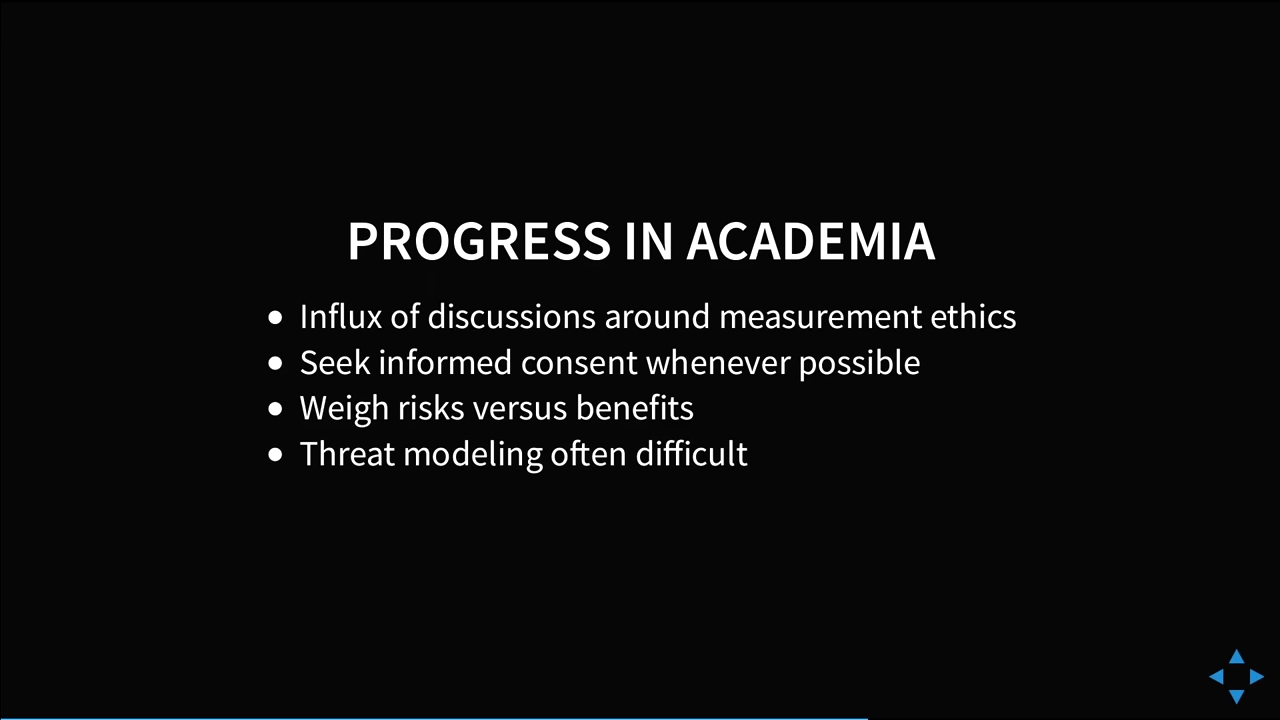 PROGRESS IN ACADEMIA
• Influx of discussions around measurement ethics
• Seek informed consent whenever possible
• Weigh risks versus benefits
• Threat modeling often difficult